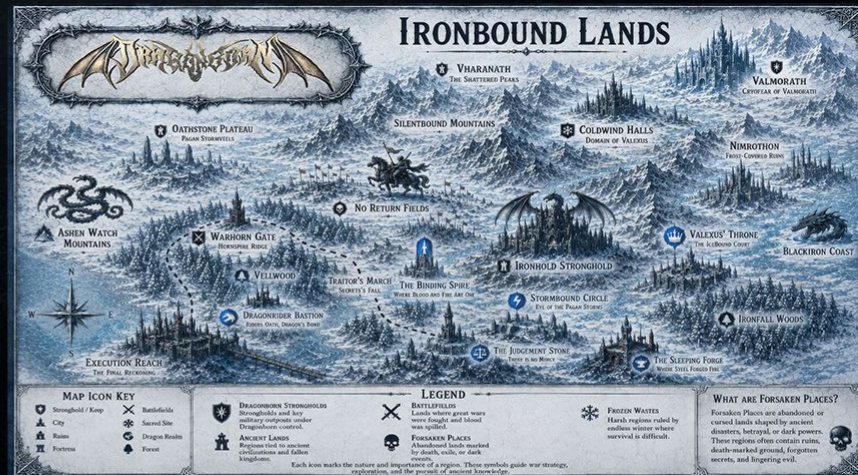 IRONBOUND LANDS
VHARANATH
THE SHATTERED PEAKS
VALMORATH
CRYOFEAR OF VALMORATH
OATHSTONE PLATEAU
PAGAN STORMVEILS
SILENTBOUND MOUNTAINS
COLDWIND HALLS
DOMAIN OF VALEXUS
NIMROTHON
FROST-COVERED RUINS
NO RETURN FIELDS
ASHEN WATCH
MOUNTAINS
WARHORN GATE
HORNSPIRE RIDGE
VALEXUS' THRONE
THE ICEBOUND COURT
BLACKIRON COAST
VELLWOOD
TRAITOR'S MARCH
SECRETS'S FALL
THE BINDING SPIRE
WHERE BLOOD AND FIRE ARE ONE
IRONHOLD STRONGHOLD
N
W
E
S
DRAGONRIDER BASTION
RIDERS OATH, DRAGON'S BOND
STORMBOUND CIRCLE
EYE OF THE PAGAN STORMS
IRONFALL WOODS
EXECUTION REACH
THE FINAL RECKONING
THE JUDGEMENT STONE
THERE IS NO MERCY
THE SLEEPING FORGE
WHERE STEEL FORGED FIRE
MAP ICON KEY
Stronghold / Keep
Battlefields
City
Sacred Site
Ruins
Dragon Realm
Fortress
Forest
LEGEND
DRAGONBORN STRONGHOLDS
Strongholds and key
military outposts under
Dragonborn control.
BATTLEFIELDS
Lands where great wars
were fought and blood
was spilled.
FROZEN WASTES
Harsh regions ruled by
endless winter where
survival is difficult.
ANCIENT LANDS
Regions tied to ancient
civilizations and fallen
kingdoms.
FORSAKEN PLACES
Abandoned lands marked
by death, exile, or dark
events.
Each icon marks the nature and importance of a region. These symbols guide war strategy,
exploration, and the pursuit of ancient knowledge.
WHAT ARE FORSAKEN PLACES?
Forsaken Places are abandoned or
cursed lands shaped by ancient
disasters, betrayal, or dark powers.
These regions often contain ruins,
death-marked ground, forgotten
secrets, and lingering evil.